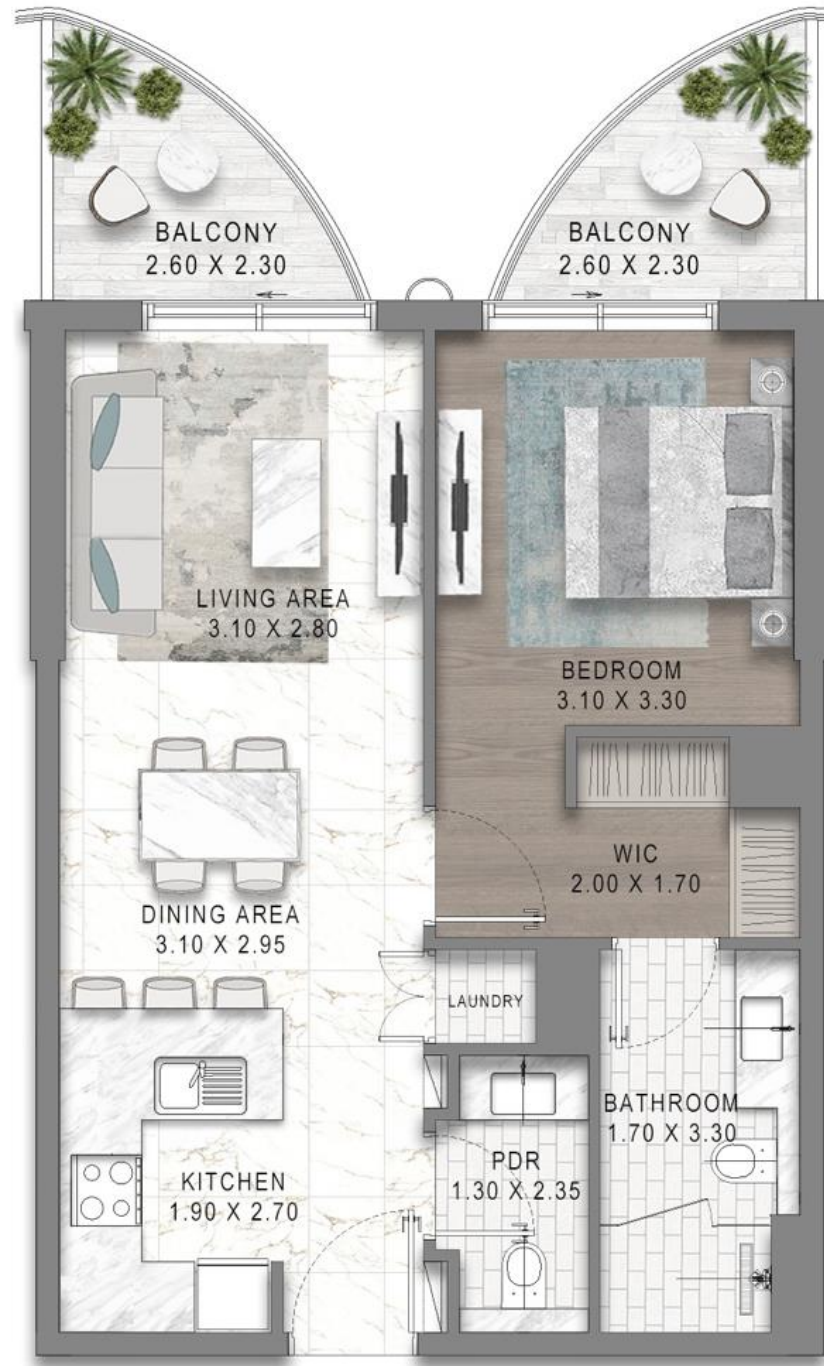 BALCONY
2.60 X 2.30
BALCONY
2.60 X 2.30
LIVING AREA
3.10 X 2.80
BEDROOM
3.10 X 3.30
WIC
2.00 X 1.70
DINING AREA
3.10 X 2.95
LAUNDRY
BATHROOM
1.70 X 3.30
PDR
1.30 X 2.35
KITCHEN
1.90 X 2.70